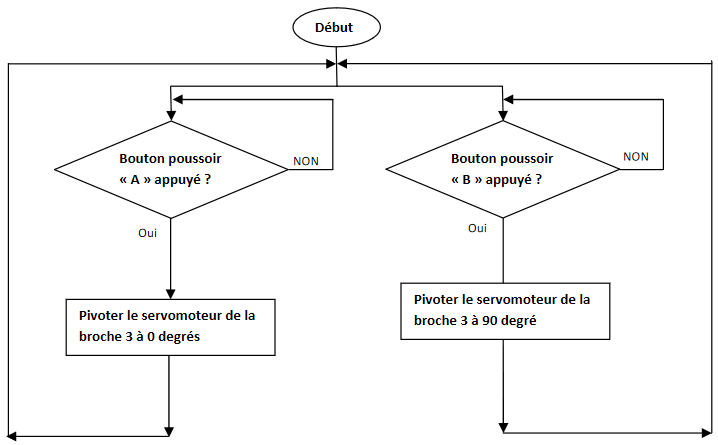 Début
Bouton poussoir
« A » appuyé ?
NON
Oui
Pivoter le servomoteur de la
broche 3 à 0 degrés
Bouton poussoir
« B » appuyé ?
NON
Oui
Pivoter le servomoteur de la
broche 3 à 90 degré